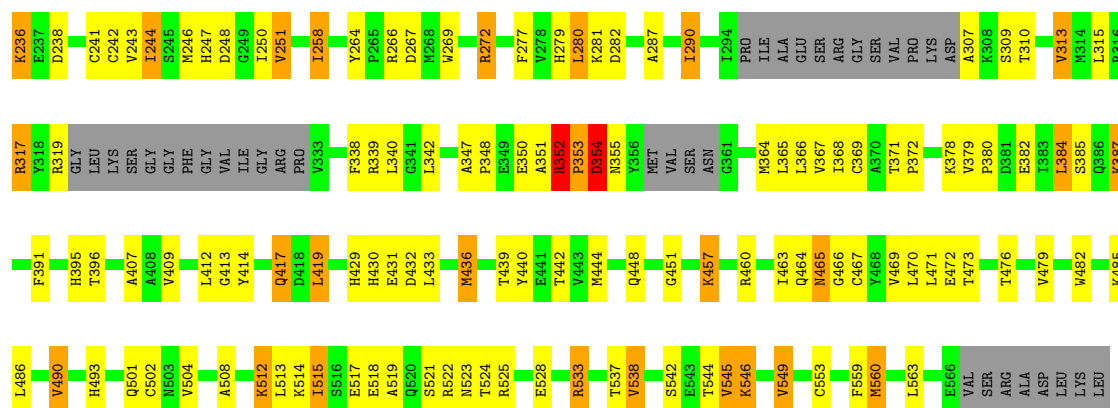 K236 E237 D238 C241 C242 V243 I244 S245 M246 H247 D248 G249 I250 V251 I258 Y264 P265 R266 D267 M268 W269 R272 F277 V278 H279 L280 K281 D282 A287 I290 I294 PRO ILE ALA GLU SER ARG GLY SER VAL PRO LYS ASP A307 K308 S309 T310 V313 M314 L315 R316
R317 Y318 R319 GLY LEU LYS SER GLY GLY PHE GLY VAL ILE GLY ARG PRO V333 F338 R339 L340 G341 L342 A347 P348 E349 E350 A351 R352 P353 D354 N355 Y356 MET VAL SER ASN G361 M364 L365 L366 V367 I368 C369 A370 T371 P372 K378 V379 P380 D381 E382 I383 L384 S385 Q386 K387
F391 H395 T396 A407 A408 V409 L412 G413 Y414 Q417 D418 L419 H429 H430 E431 D432 L433 M436 T439 Y440 E441 T442 V443 M444 Q448 G451 K457 R460 I463 Q464 N465 G466 C467 Y468 V469 L470 L471 E472 T473 T476 V479 W482 K485
L486 V490 H493 Q501 C502 N503 V504 A508 K512 L513 K514 I515 S516 E517 E518 A519 Q520 S521 R522 N523 T524 R525 E528 R533 T537 V538 S542 E543 T544 V545 K546 V549 C553 F559 M560 L563 E566 VAL SER ARG ALA ASP LEU LYS LEU